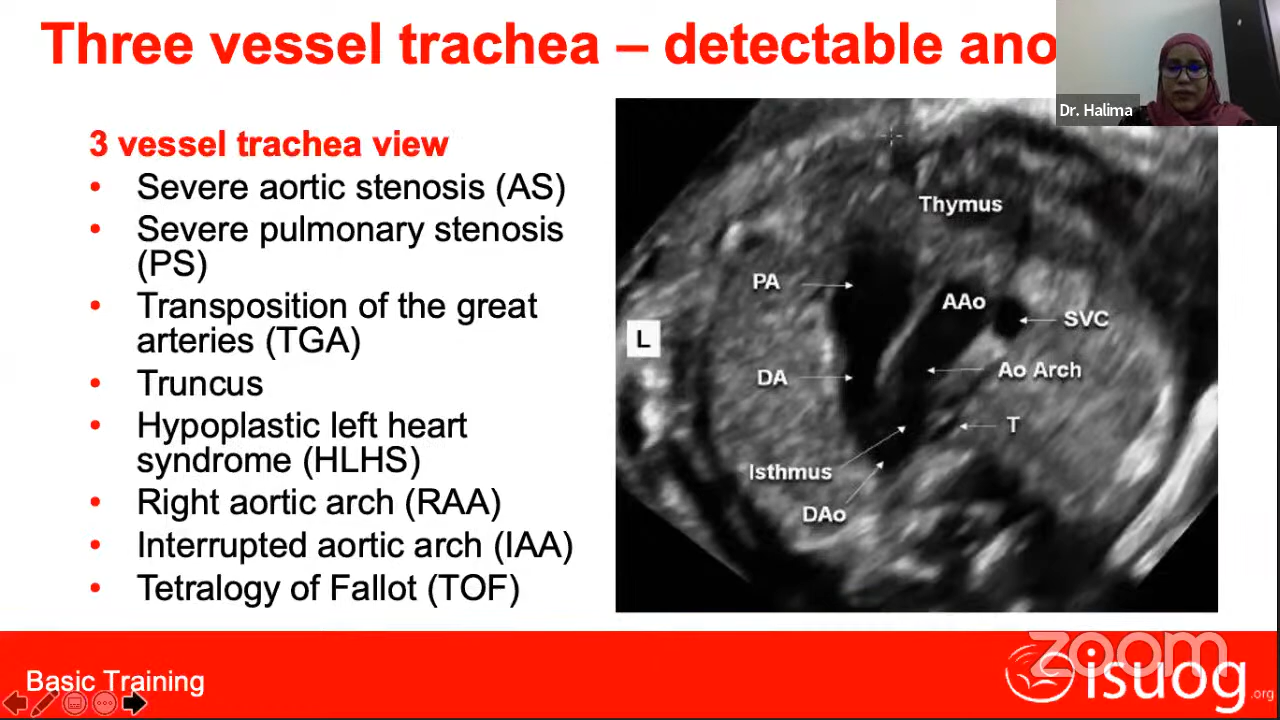 Three vessel trachea – detectable ano
Dr. Halima
3 vessel trachea view
• Severe aortic stenosis (AS)
• Severe pulmonary stenosis
(PS)
• Transposition of the great
arteries (TGA)
• Truncus
• Hypoplastic left heart
syndrome (HLHS)
• Right aortic arch (RAA)
• Interrupted aortic arch (IAA)
• Tetralogy of Fallot (TOF)
Thymus
PA
AAo
SVC
L
DA
Ao Arch
T
Isthmus
DAo
zoom
Basic Training
isuog
.org